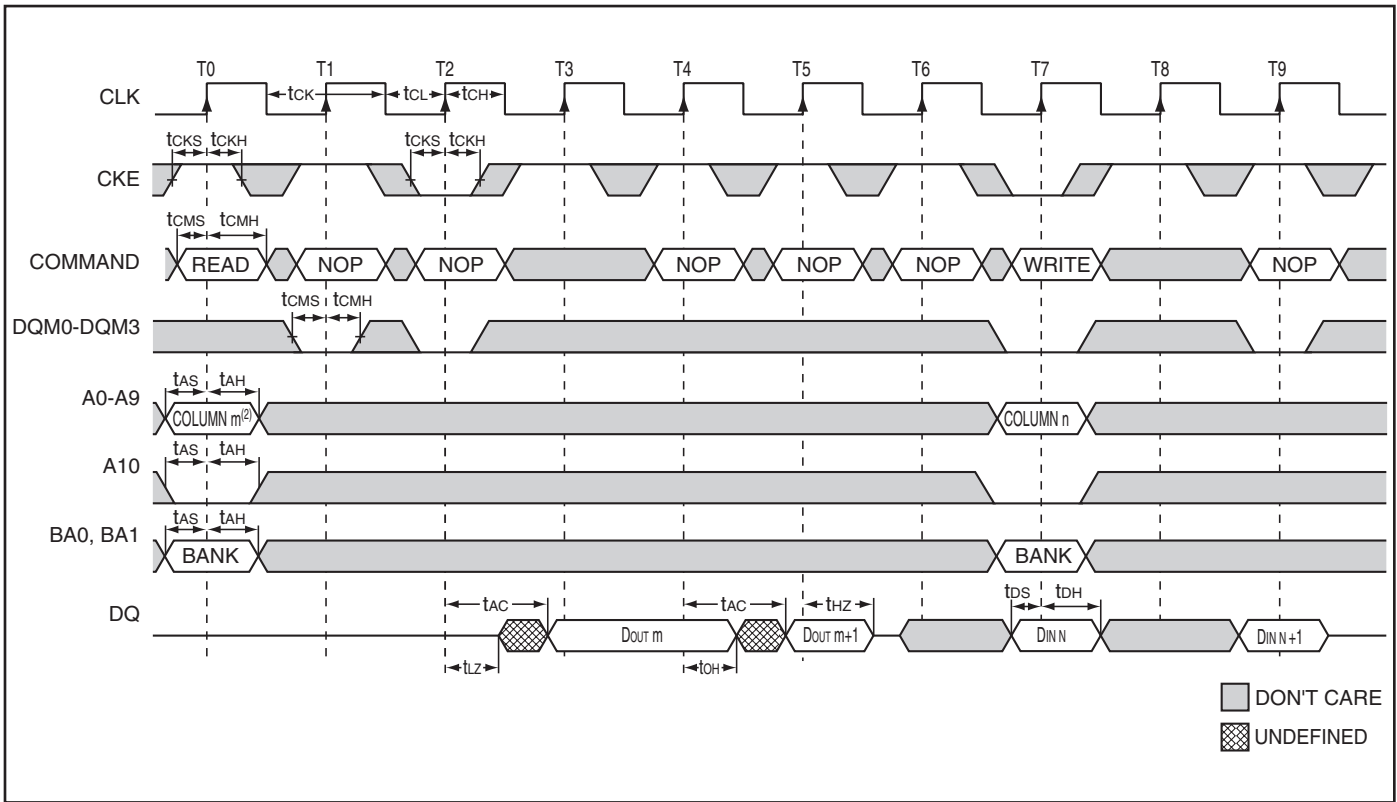 T0 T1 T2 T3 T4 T5 T6 T7 T8 T9
CLK
tCK tCL tCH
tCKS tCKH tCKS tCKH
CKE
tCMS tCMH
COMMAND READ NOP NOP NOP NOP NOP WRITE NOP
tCMS tCMH
DQM0-DQM3
tAS tAH
A0-A9 COLUMN m(2) COLUMN n
tAS tAH
A10
tAS tAH
BA0, BA1 BANK BANK
DQ tAC tAC tHZ tDS tDH
DOUT m DOUT m+1 DIN N DIN N+1
tLZ tOH
DON'T CARE
UNDEFINED